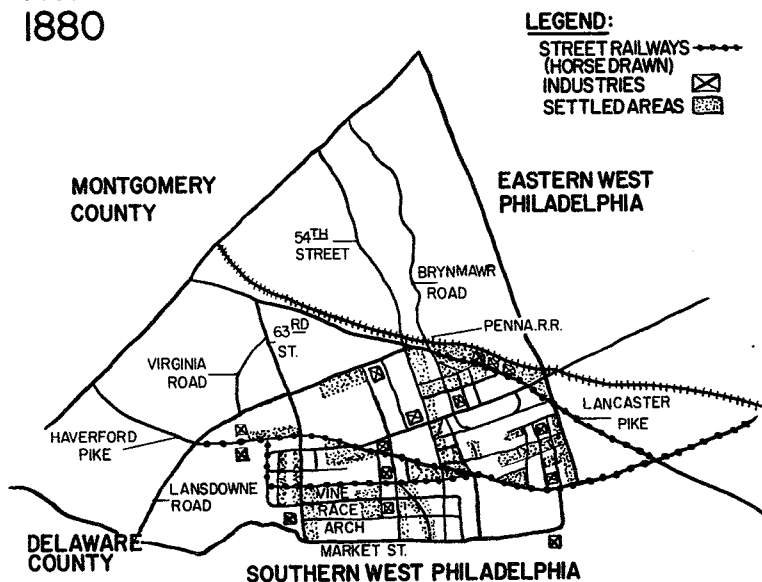 1880
LEGEND:
STREET RAILWAYS
(HORSE DRAWN)
INDUSTRIES
SETTLED AREAS
MONTGOMERY
COUNTY
EASTERN WEST
PHILADELPHIA
54TH
STREET
BRYNMAWR
ROAD
PENNA.R.R.
63RD
ST.
VIRGINIA
ROAD
LANCASTER
PIKE
HAVERFORD
PIKE
LANSDOWNE
ROAD
VINE
RACE
ARCH
MARKET ST.
DELAWARE
COUNTY
SOUTHERN WEST PHILADELPHIA